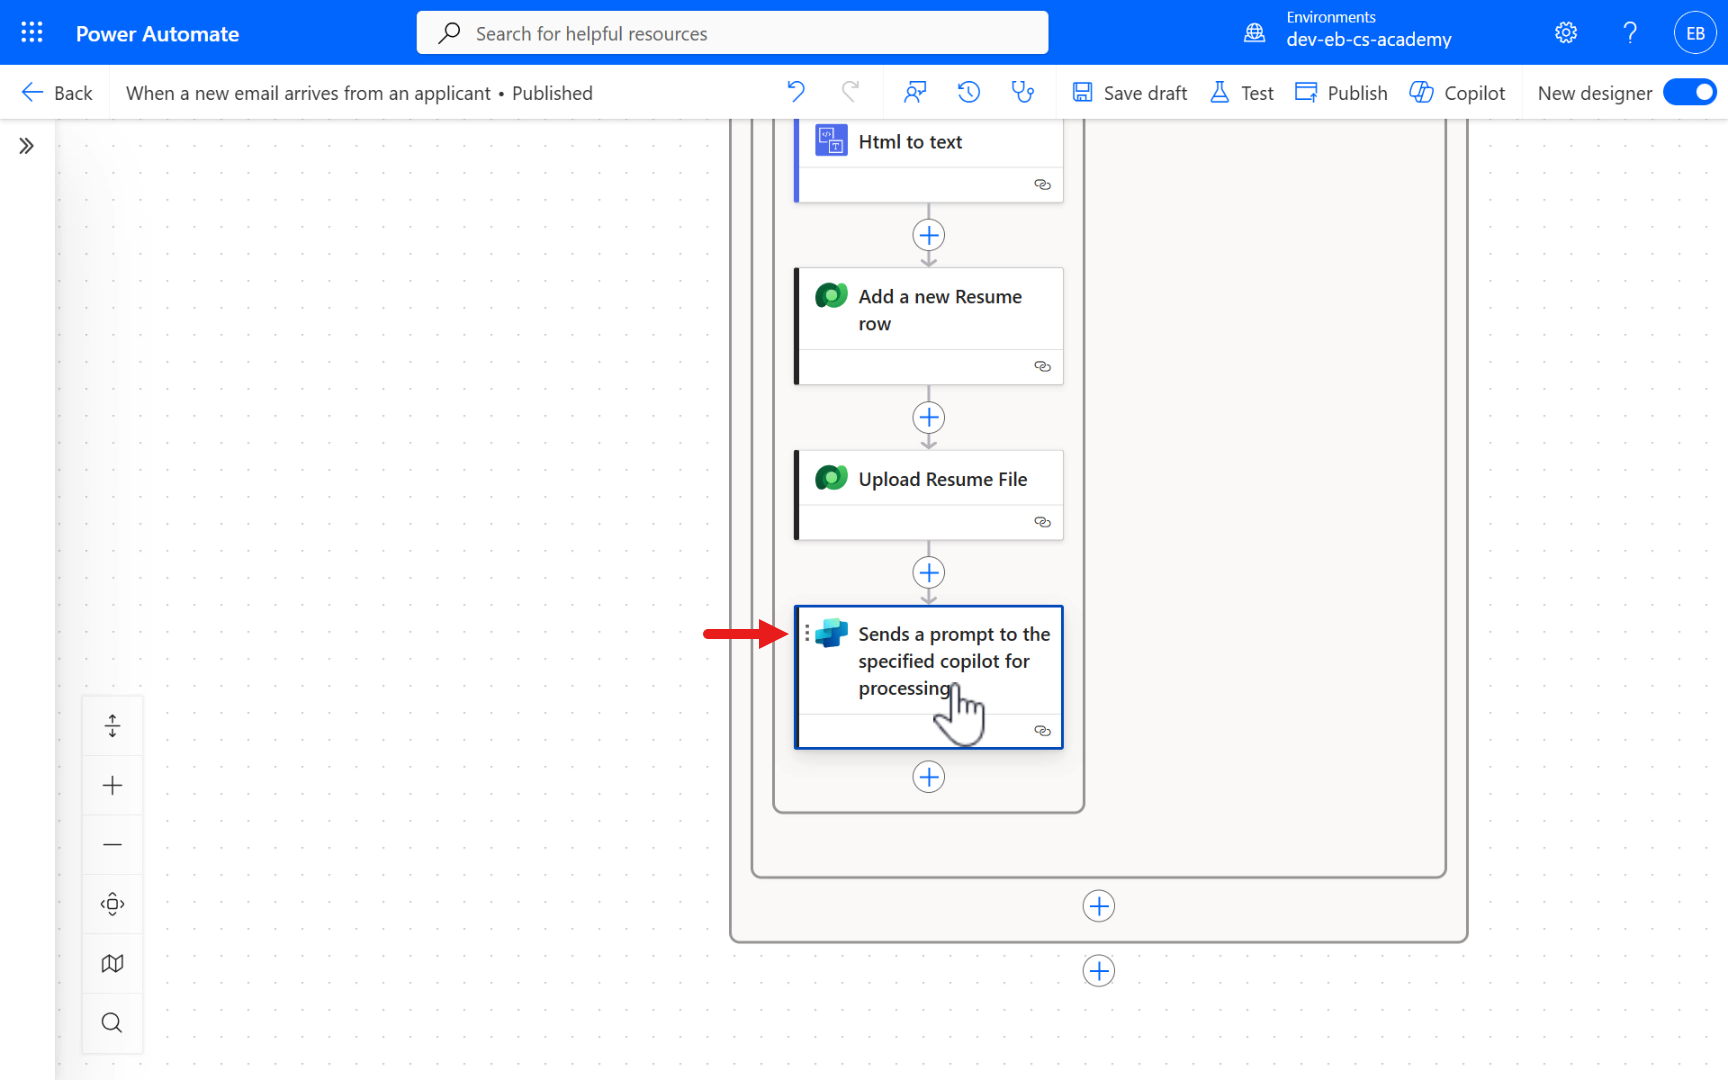 Power Automate
Search for helpful resources
Environments
dev-eb-cs-academy
EB
Back
When a new email arrives from an applicant • Published
Save draft
Test
Publish
Copilot
New designer
Html to text
Add a new Resume
row
Upload Resume File
Sends a prompt to the
specified copilot for
processing